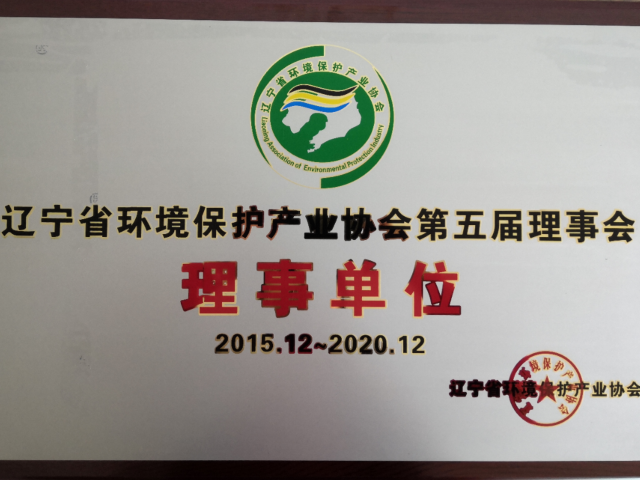 辽宁省环境保护产业协会
Liaoning Association of Environmental Protection Industry
辽宁省环境保护产业协会第五届理事会
理事单位
2015.12~2020.12
辽宁省环境保护产业协会